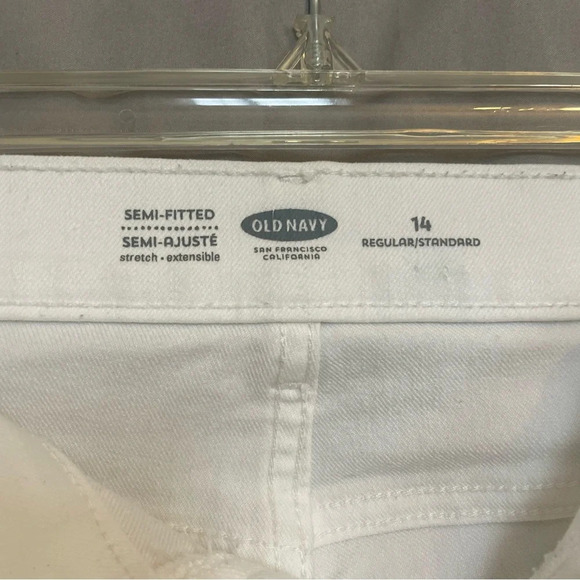 SEMI-FITTED
SEMI-AJUSTÉ
stretch • extensible
OLD NAVY
SAN FRANCISCO
CALIFORNIA
14
REGULAR/STANDARD